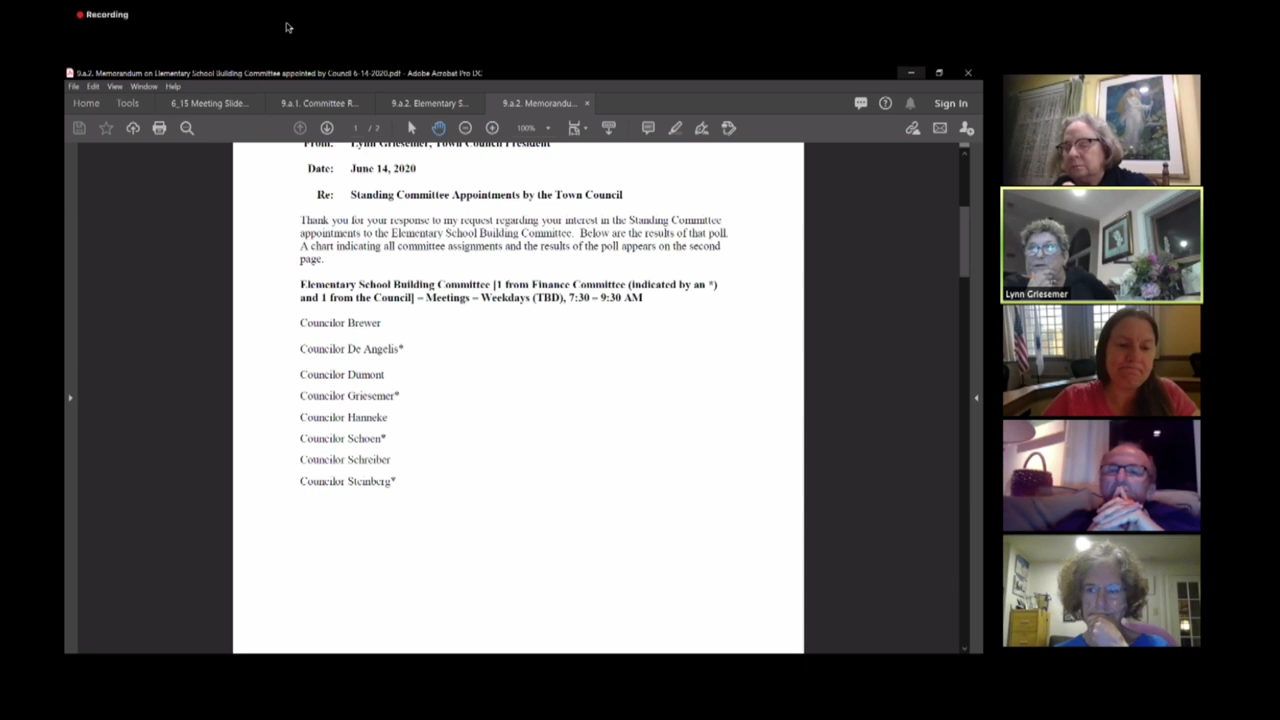 Recording
9.a.2. Memorandum on Elementary School Building Committee appointed by Council 6-14-2020.pdf - Adobe Acrobat Pro DC
File Edit View Window Help
Home Tools 6_15 Meeting Slide... 9.a.1. Committee R... 9.a.2. Elementary S... 9.a.2. Memorandu... × Sign In
1 / 2 100%
From: Lynn Griesemer, Town Council President
Date: June 14, 2020
Re: Standing Committee Appointments by the Town Council
Thank you for your response to my request regarding your interest in the Standing Committee
appointments to the Elementary School Building Committee. Below are the results of that poll.
A chart indicating all committee assignments and the results of the poll appears on the second
page.
Elementary School Building Committee [1 from Finance Committee (indicated by an *)
and 1 from the Council] – Meetings – Weekdays (TBD), 7:30 – 9:30 AM
Councilor Brewer
Councilor De Angelis*
Councilor Dumont
Councilor Griesemer*
Councilor Hanneke
Councilor Schoen*
Councilor Schreiber
Councilor Steinberg*
Lynn Griesemer